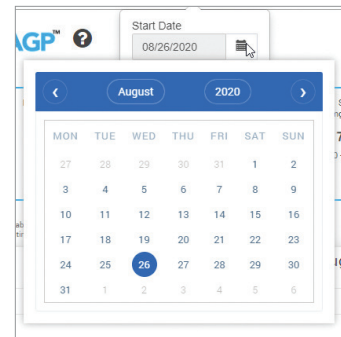 AGP™ ?
Start Date
08/26/2020
‹ August 2020 ›
MON TUE WED THU FRI SAT SUN
27 28 29 30 31 1 2
3 4 5 6 7 8 9
10 11 12 13 14 15 16
17 18 19 20 21 22 23
24 25 26 27 28 29 30
31 1 2 3 4 5 6